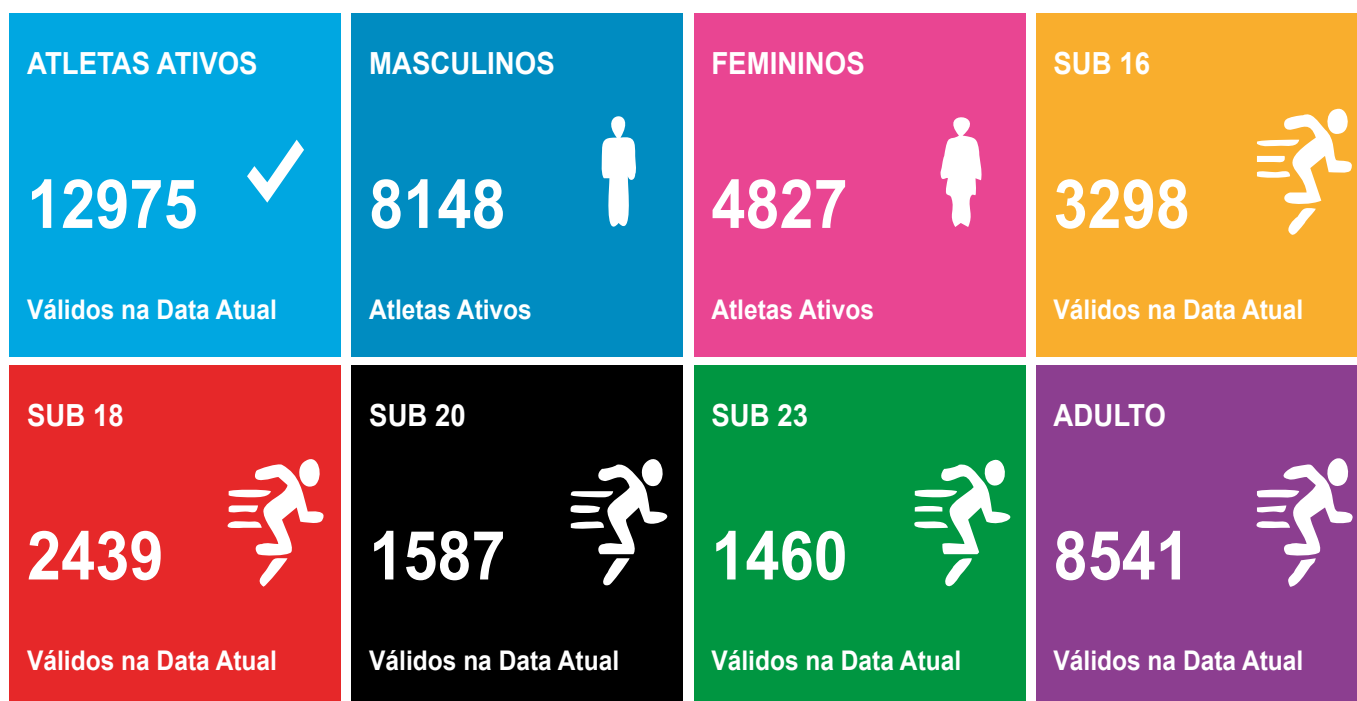 ATLETAS ATIVOS
12975
Válidos na Data Atual
MASCULINOS
8148
Atletas Ativos
FEMININOS
4827
Atletas Ativos
SUB 16
3298
Válidos na Data Atual
SUB 18
2439
Válidos na Data Atual
SUB 20
1587
Válidos na Data Atual
SUB 23
1460
Válidos na Data Atual
ADULTO
8541
Válidos na Data Atual